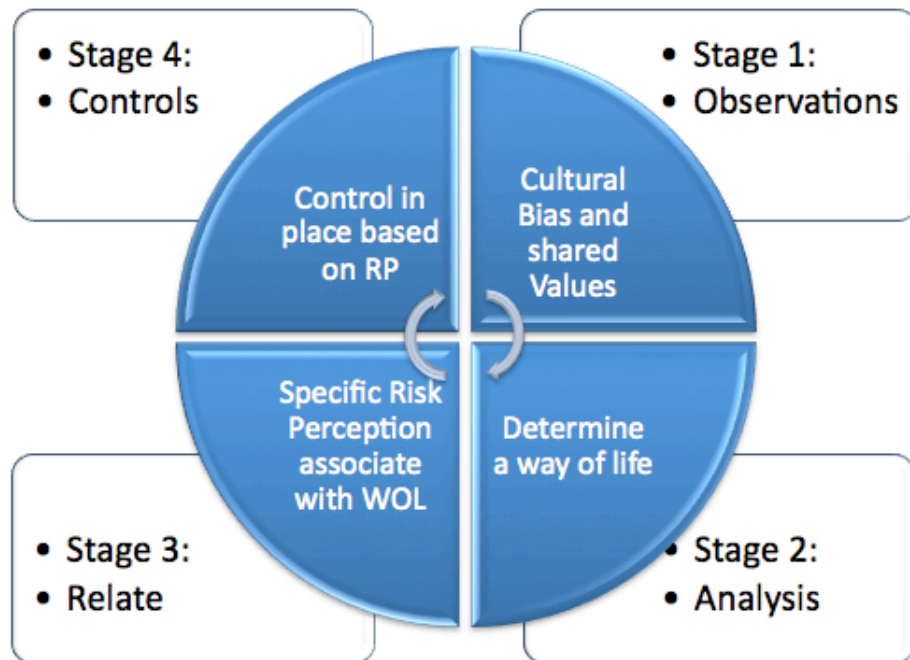 • Stage 4:
• Controls
• Stage 1:
• Observations
Control in
place based
on RP
Cultural
Bias and
shared
Values
Specific Risk
Perception
associate
with WOL
Determine
a way of life
• Stage 3:
• Relate
• Stage 2:
• Analysis